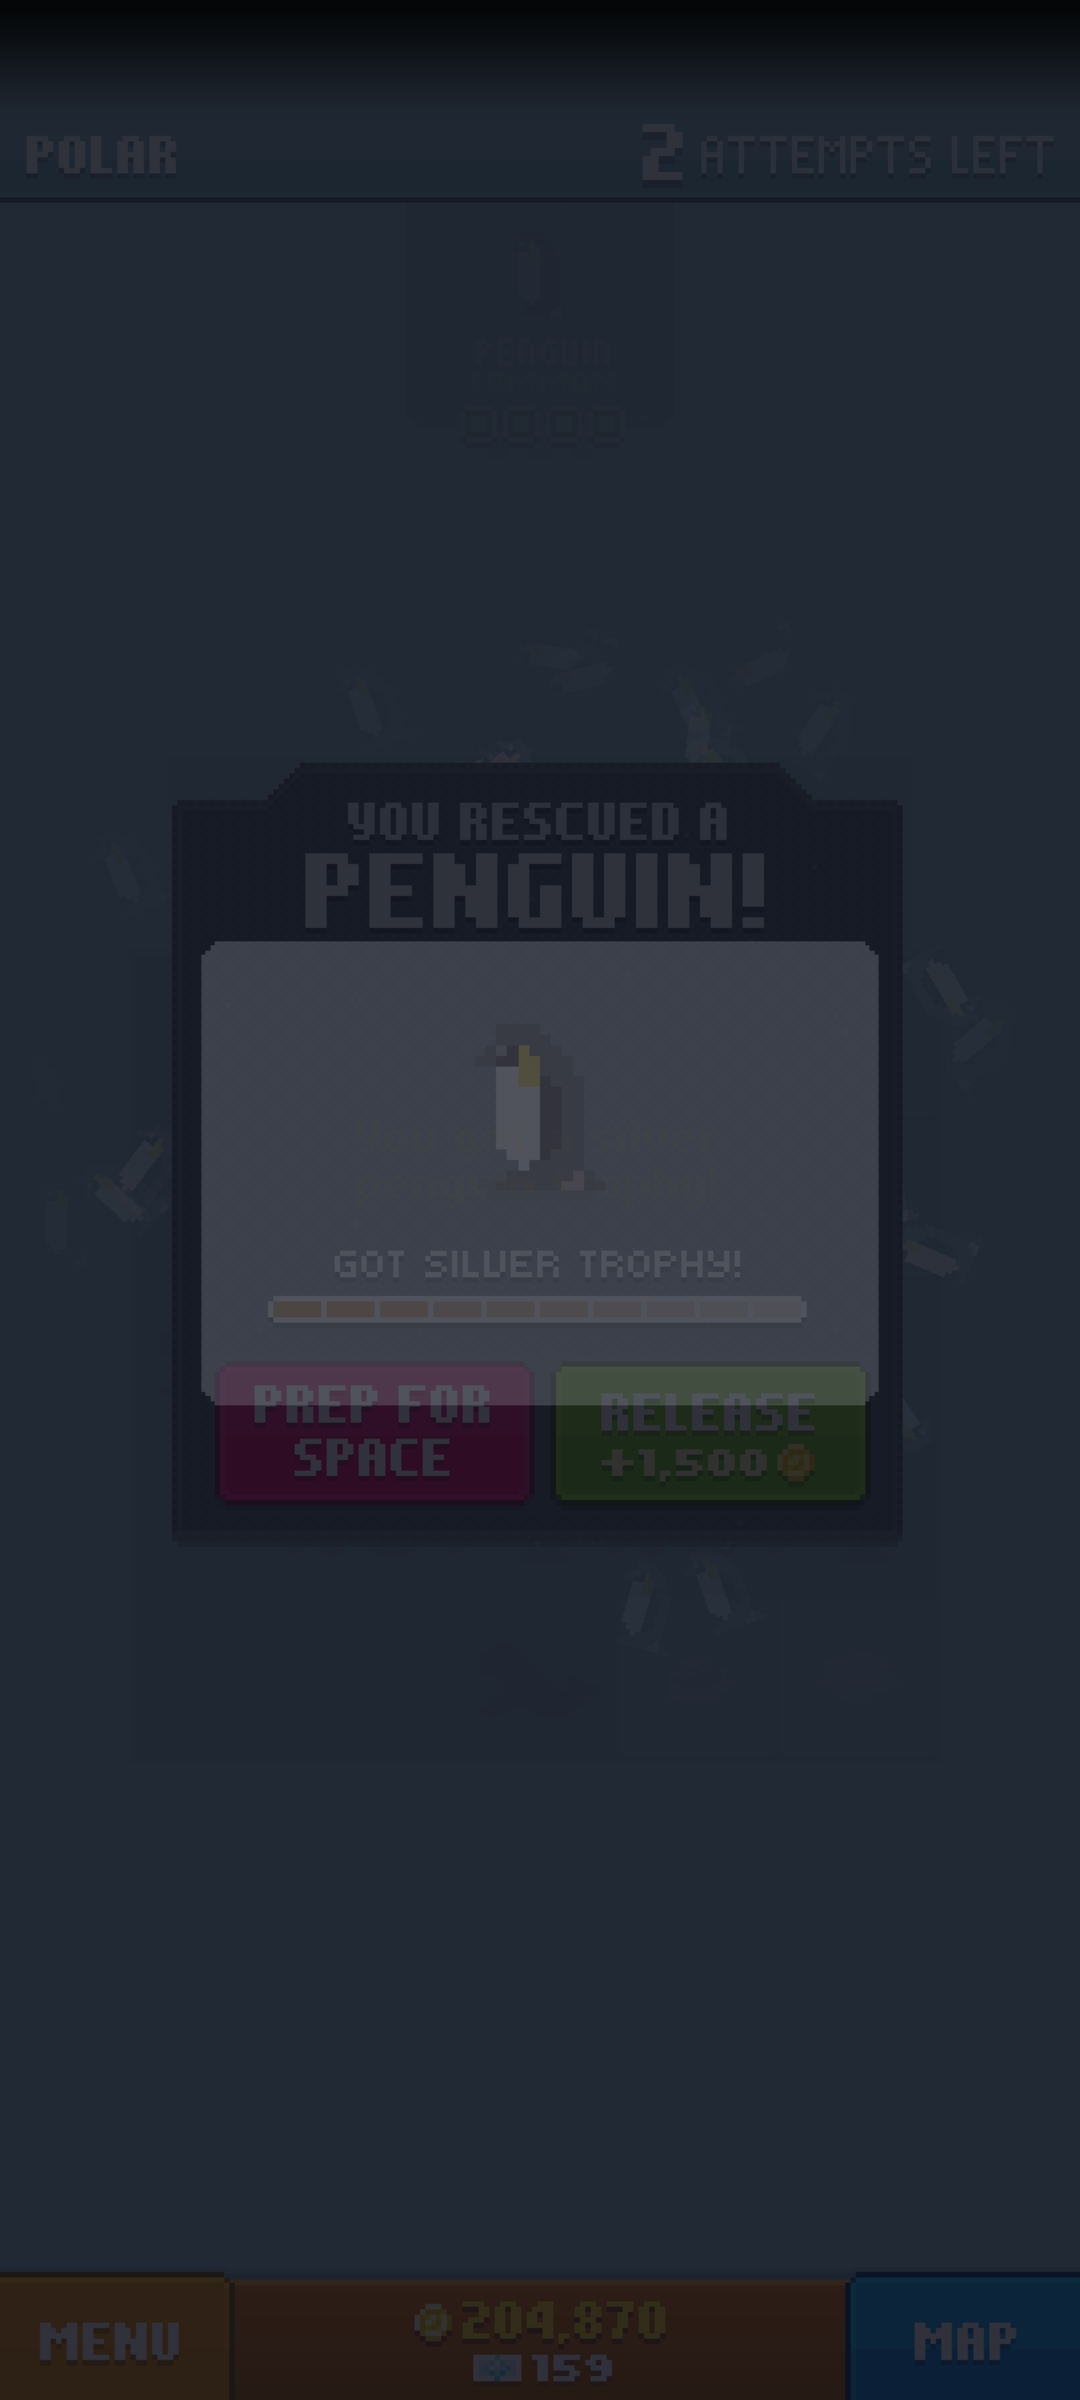 POLAR
2 ATTEMPTS LEFT
PENGUIN
YOU RESCUED A
PENGUIN!
GOT SILVER TROPHY!
PREP FOR
SPACE
RELEASE
+1,500
MENU
204,870
159
MAP